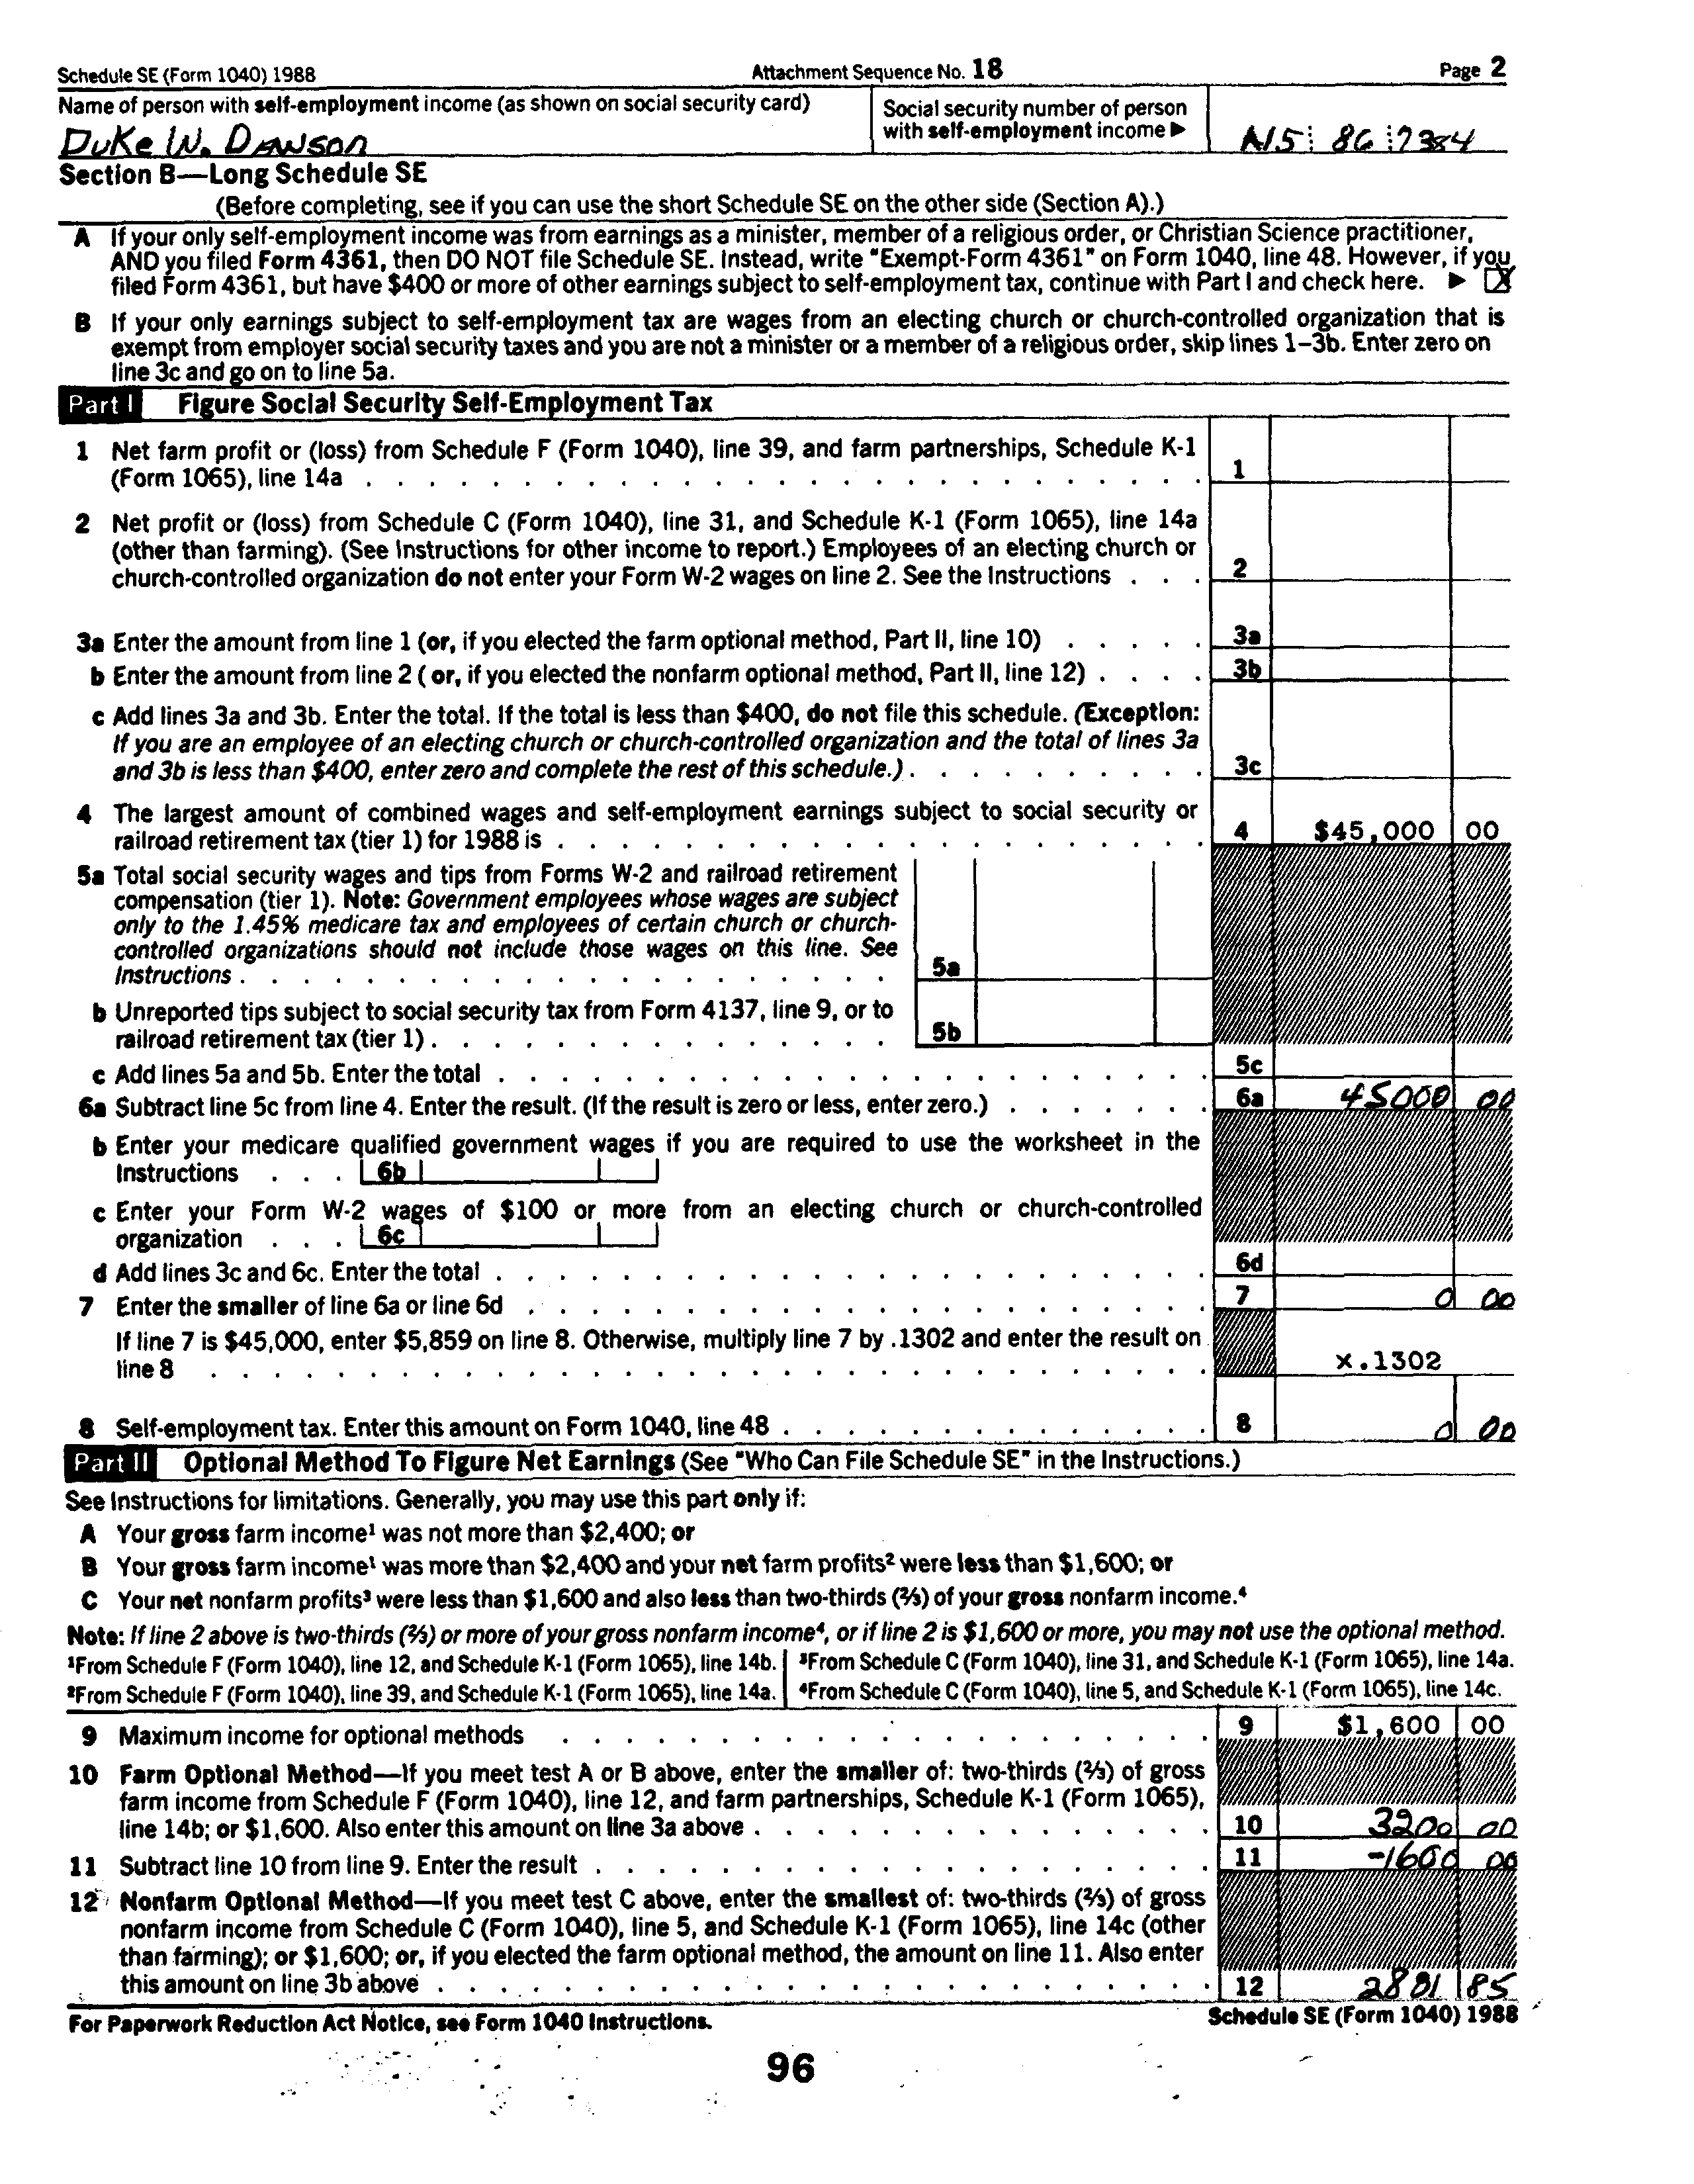 Schedule SE (Form 1040) 1988 Attachment Sequence No. 18 Page 2
Name of person with self-employment income (as shown on social security card)
Duke W. Dawson
Social security number of person
with self-employment income ▶
86 7384
Section B—Long Schedule SE
(Before completing, see if you can use the short Schedule SE on the other side (Section A).)
A If your only self-employment income was from earnings as a minister, member of a religious order, or Christian Science practitioner,
AND you filed Form 4361, then DO NOT file Schedule SE. Instead, write "Exempt-Form 4361" on Form 1040, line 48. However, if you
filed Form 4361, but have $400 or more of other earnings subject to self-employment tax, continue with Part I and check here. ▶ X
B If your only earnings subject to self-employment tax are wages from an electing church or church-controlled organization that is
exempt from employer social security taxes and you are not a minister or a member of a religious order, skip lines 1–3b. Enter zero on
line 3c and go on to line 5a.
Part I Figure Social Security Self-Employment Tax
1 Net farm profit or (loss) from Schedule F (Form 1040), line 39, and farm partnerships, Schedule K-1
(Form 1065), line 14a . . . 1
2 Net profit or (loss) from Schedule C (Form 1040), line 31, and Schedule K-1 (Form 1065), line 14a
(other than farming). (See Instructions for other income to report.) Employees of an electing church or
church-controlled organization do not enter your Form W-2 wages on line 2. See the Instructions . . . 2
3a Enter the amount from line 1 (or, if you elected the farm optional method, Part II, line 10) . . . . . 3a
b Enter the amount from line 2 ( or, if you elected the nonfarm optional method, Part II, line 12) . . . . 3b
c Add lines 3a and 3b. Enter the total. If the total is less than $400, do not file this schedule. (Exception:
If you are an employee of an electing church or church-controlled organization and the total of lines 3a
and 3b is less than $400, enter zero and complete the rest of this schedule.) . . . 3c
4 The largest amount of combined wages and self-employment earnings subject to social security or
railroad retirement tax (tier 1) for 1988 is . . . 4 $45,000 00
5a Total social security wages and tips from Forms W-2 and railroad retirement
compensation (tier 1). Note: Government employees whose wages are subject
only to the 1.45% medicare tax and employees of certain church or church-
controlled organizations should not include those wages on this line. See
Instructions . . . 5a
b Unreported tips subject to social security tax from Form 4137, line 9, or to
railroad retirement tax (tier 1) . . . 5b
c Add lines 5a and 5b. Enter the total . . . 5c
6a Subtract line 5c from line 4. Enter the result. (If the result is zero or less, enter zero.) . . . 6a 45000 00
b Enter your medicare qualified government wages if you are required to use the worksheet in the
Instructions . . . 6b
c Enter your Form W-2 wages of $100 or more from an electing church or church-controlled
organization . . . 6c
d Add lines 3c and 6c. Enter the total . . . 6d
7 Enter the smaller of line 6a or line 6d . . . 7 0 00
If line 7 is $45,000, enter $5,859 on line 8. Otherwise, multiply line 7 by .1302 and enter the result on
line 8 . . . x.1302
8 Self-employment tax. Enter this amount on Form 1040, line 48 . . . 8 0 00
Part II Optional Method To Figure Net Earnings (See "Who Can File Schedule SE" in the Instructions.)
See Instructions for limitations. Generally, you may use this part only if:
A Your gross farm income¹ was not more than $2,400; or
B Your gross farm income¹ was more than $2,400 and your net farm profits² were less than $1,600; or
C Your net nonfarm profits³ were less than $1,600 and also less than two-thirds (⅔) of your gross nonfarm income.⁴
Note: If line 2 above is two-thirds (⅔) or more of your gross nonfarm income⁴, or if line 2 is $1,600 or more, you may not use the optional method.
¹From Schedule F (Form 1040), line 12, and Schedule K-1 (Form 1065), line 14b. ³From Schedule C (Form 1040), line 31, and Schedule K-1 (Form 1065), line 14a.
²From Schedule F (Form 1040), line 39, and Schedule K-1 (Form 1065), line 14a. ⁴From Schedule C (Form 1040), line 5, and Schedule K-1 (Form 1065), line 14c.
9 Maximum income for optional methods . . . 9 $1,600 00
10 Farm Optional Method—If you meet test A or B above, enter the smaller of: two-thirds (⅔) of gross
farm income from Schedule F (Form 1040), line 12, and farm partnerships, Schedule K-1 (Form 1065),
line 14b; or $1,600. Also enter this amount on line 3a above . . . 10 3200 00
11 Subtract line 10 from line 9. Enter the result . . . 11 -1600 00
12 Nonfarm Optional Method—If you meet test C above, enter the smallest of: two-thirds (⅔) of gross
nonfarm income from Schedule C (Form 1040), line 5, and Schedule K-1 (Form 1065), line 14c (other
than farming); or $1,600; or, if you elected the farm optional method, the amount on line 11. Also enter
this amount on line 3b above . . . 12 85
For Paperwork Reduction Act Notice, see Form 1040 Instructions. Schedule SE (Form 1040) 1988
96